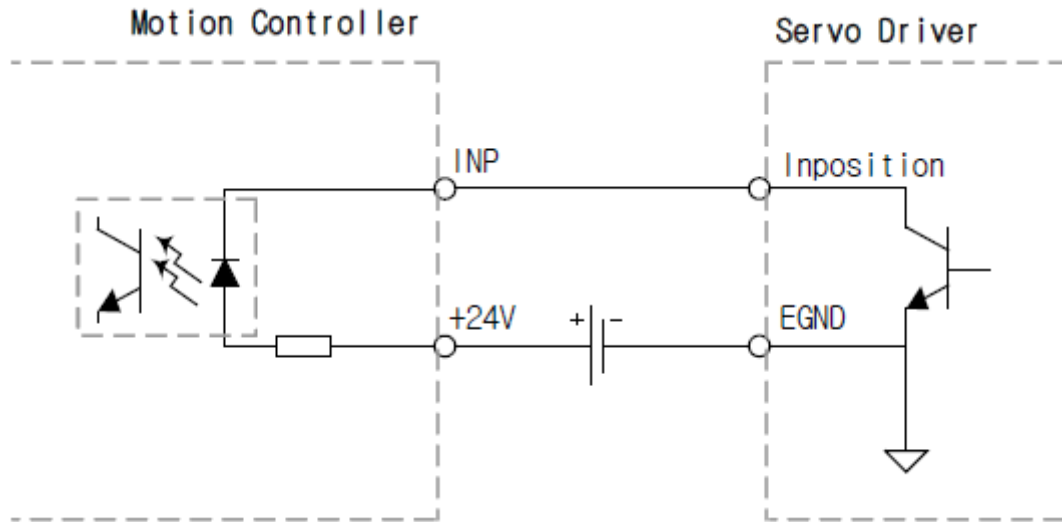 Motion Controller
Servo Driver
INP
Inposition
+24V
+
-
EGND